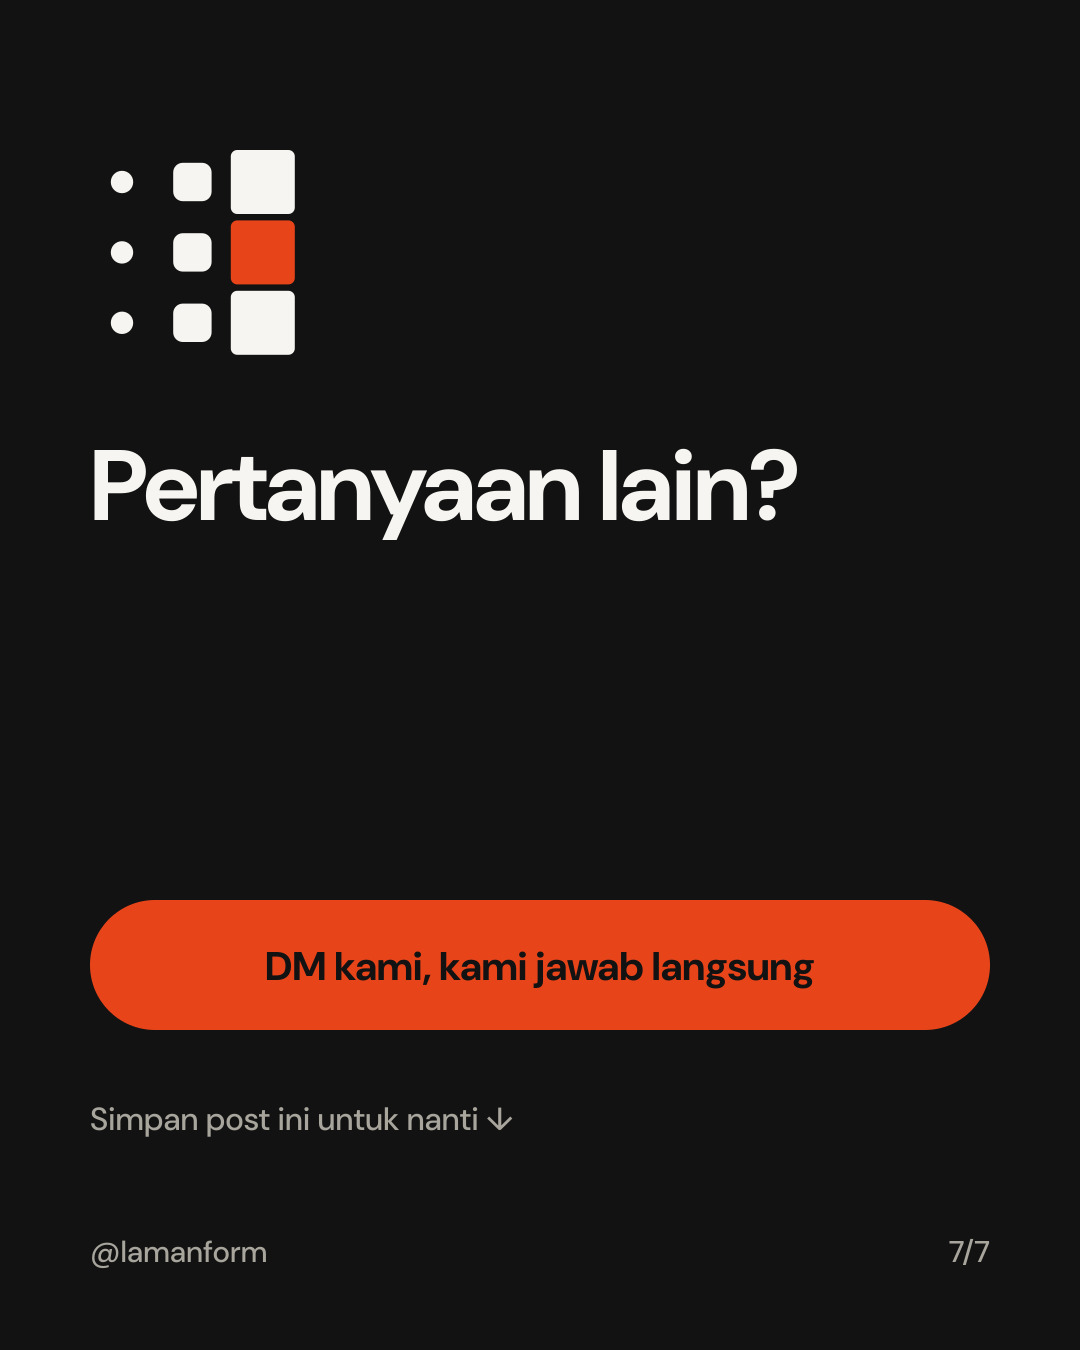 Pertanyaan lain?
DM kami, kami jawab langsung
Simpan post ini untuk nanti ↓
@lamanform
7/7